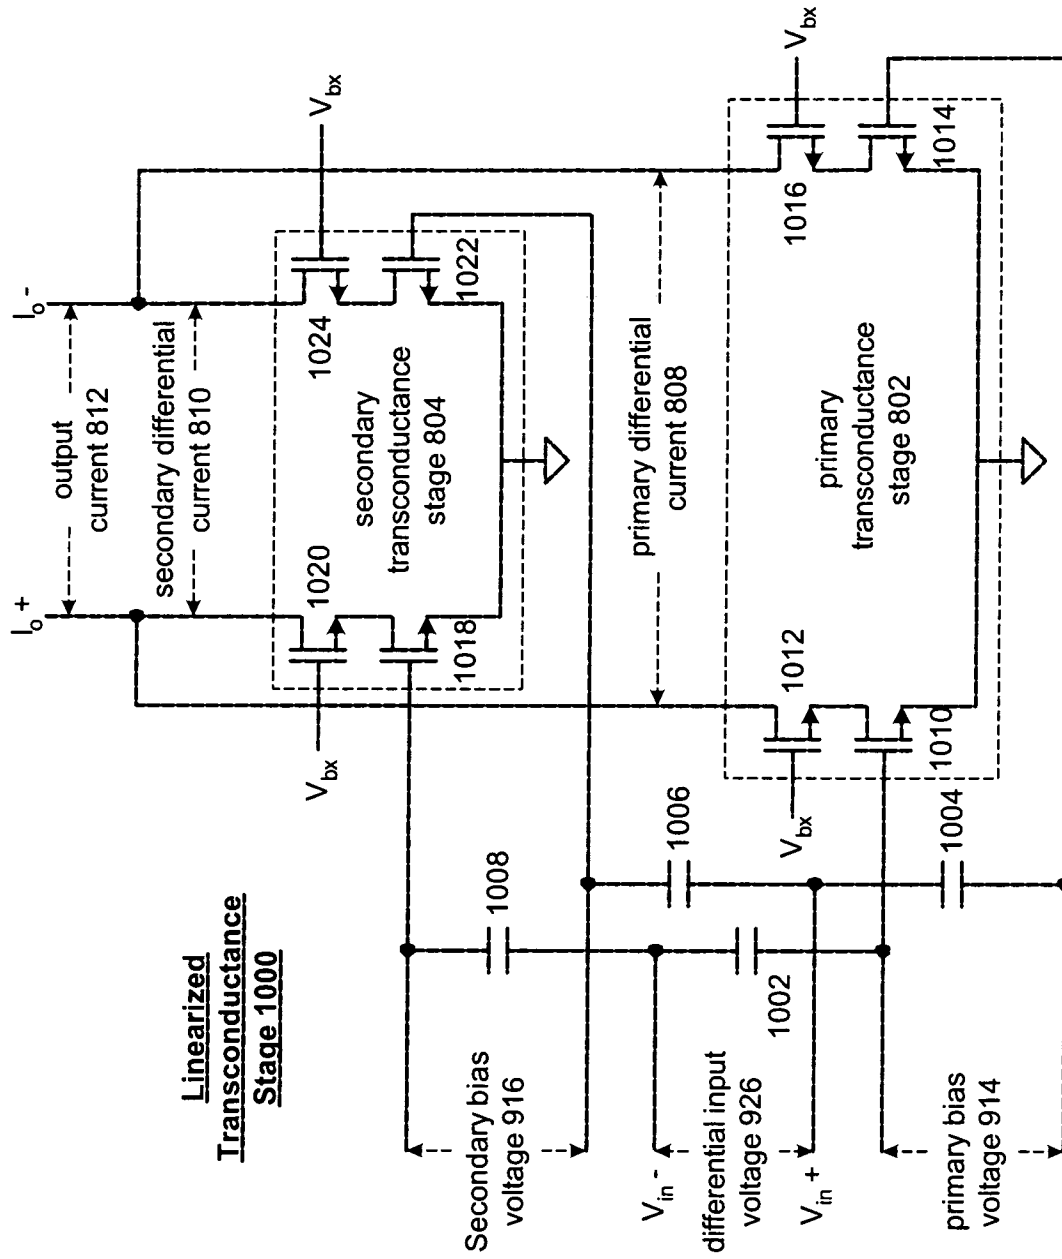 Linearized
Transconductance
Stage 1000
I_o +
I_o -
output
current 812
secondary differential
current 810
V_bx
V_bx
1020
1024
1018
1022
secondary
transconductance
stage 804
primary differential
current 808
V_bx
V_bx
1012
1016
1010
1014
primary
transconductance
stage 802
1008
1006
1002
1004
Secondary bias
voltage 916
V_in -
differential input
voltage 926
V_in +
primary bias
voltage 914